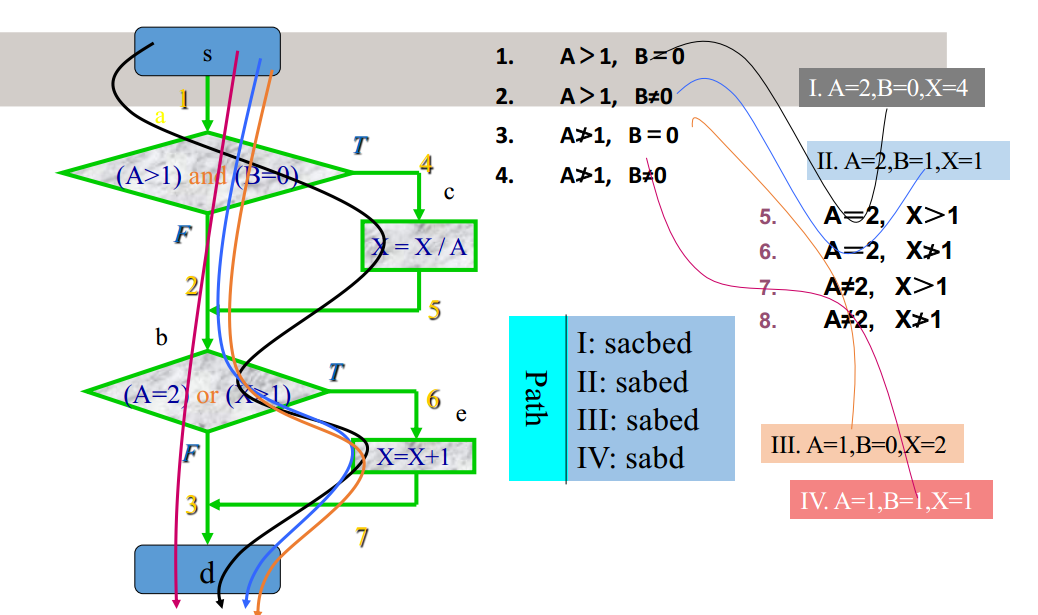 s
1
a
(A>1) and (B=0)
T
4
c
F
X = X / A
2
5
b
(A=2) or (X>1)
T
6
e
F
X=X+1
3
7
d
1. A>1, B=0
2. A>1, B≠0
3. A≯1, B=0
4. A≯1, B≠0
I. A=2,B=0,X=4
II. A=2,B=1,X=1
5. A=2, X>1
6. A=2, X≯1
7. A≠2, X>1
8. A≠2, X≯1
Path
I: sacbed
II: sabed
III: sabed
IV: sabd
III. A=1,B=0,X=2
IV. A=1,B=1,X=1